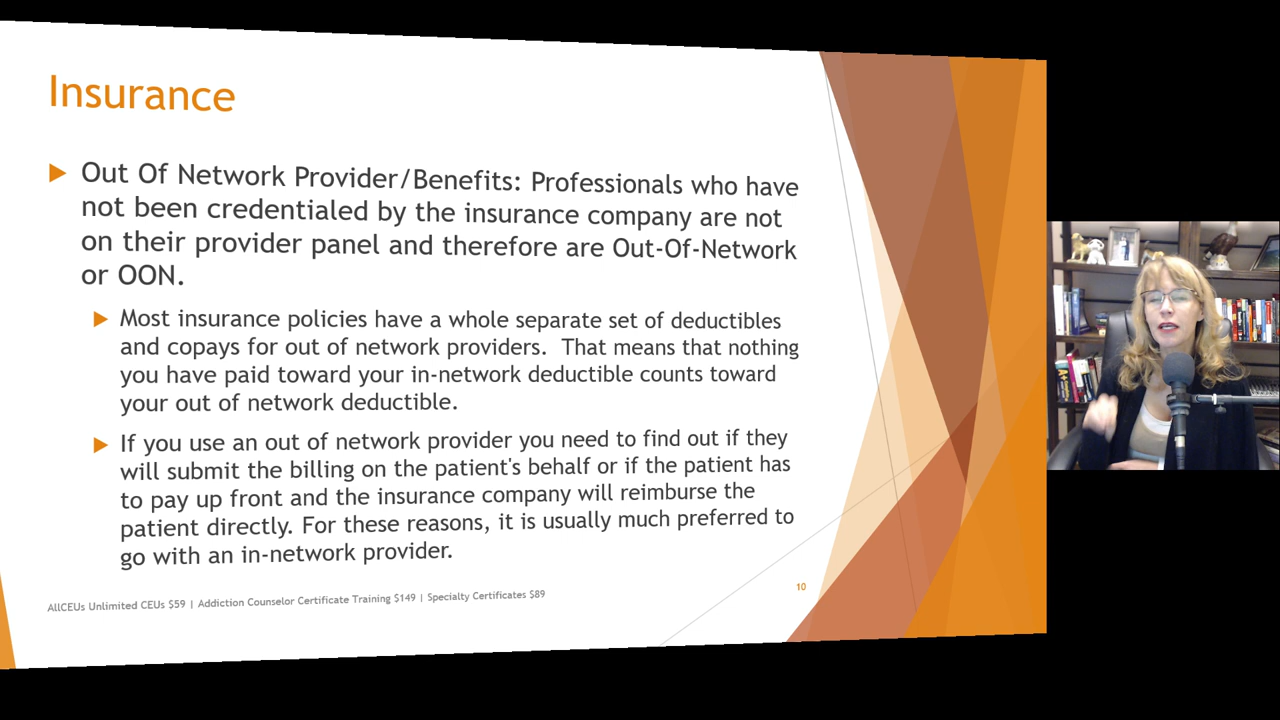 Insurance
Out Of Network Provider/Benefits: Professionals who have
not been credentialed by the insurance company are not
on their provider panel and therefore are Out-Of-Network
or OON.
Most insurance policies have a whole separate set of deductibles
and copays for out of network providers. That means that nothing
you have paid toward your in-network deductible counts toward
your out of network deductible.
If you use an out of network provider you need to find out if they
will submit the billing on the patient's behalf or if the patient has
to pay up front and the insurance company will reimburse the
patient directly. For these reasons, it is usually much preferred to
go with an in-network provider.
10
AllCEUs Unlimited CEUs $59 | Addiction Counselor Certificate Training $149 | Specialty Certificates $89